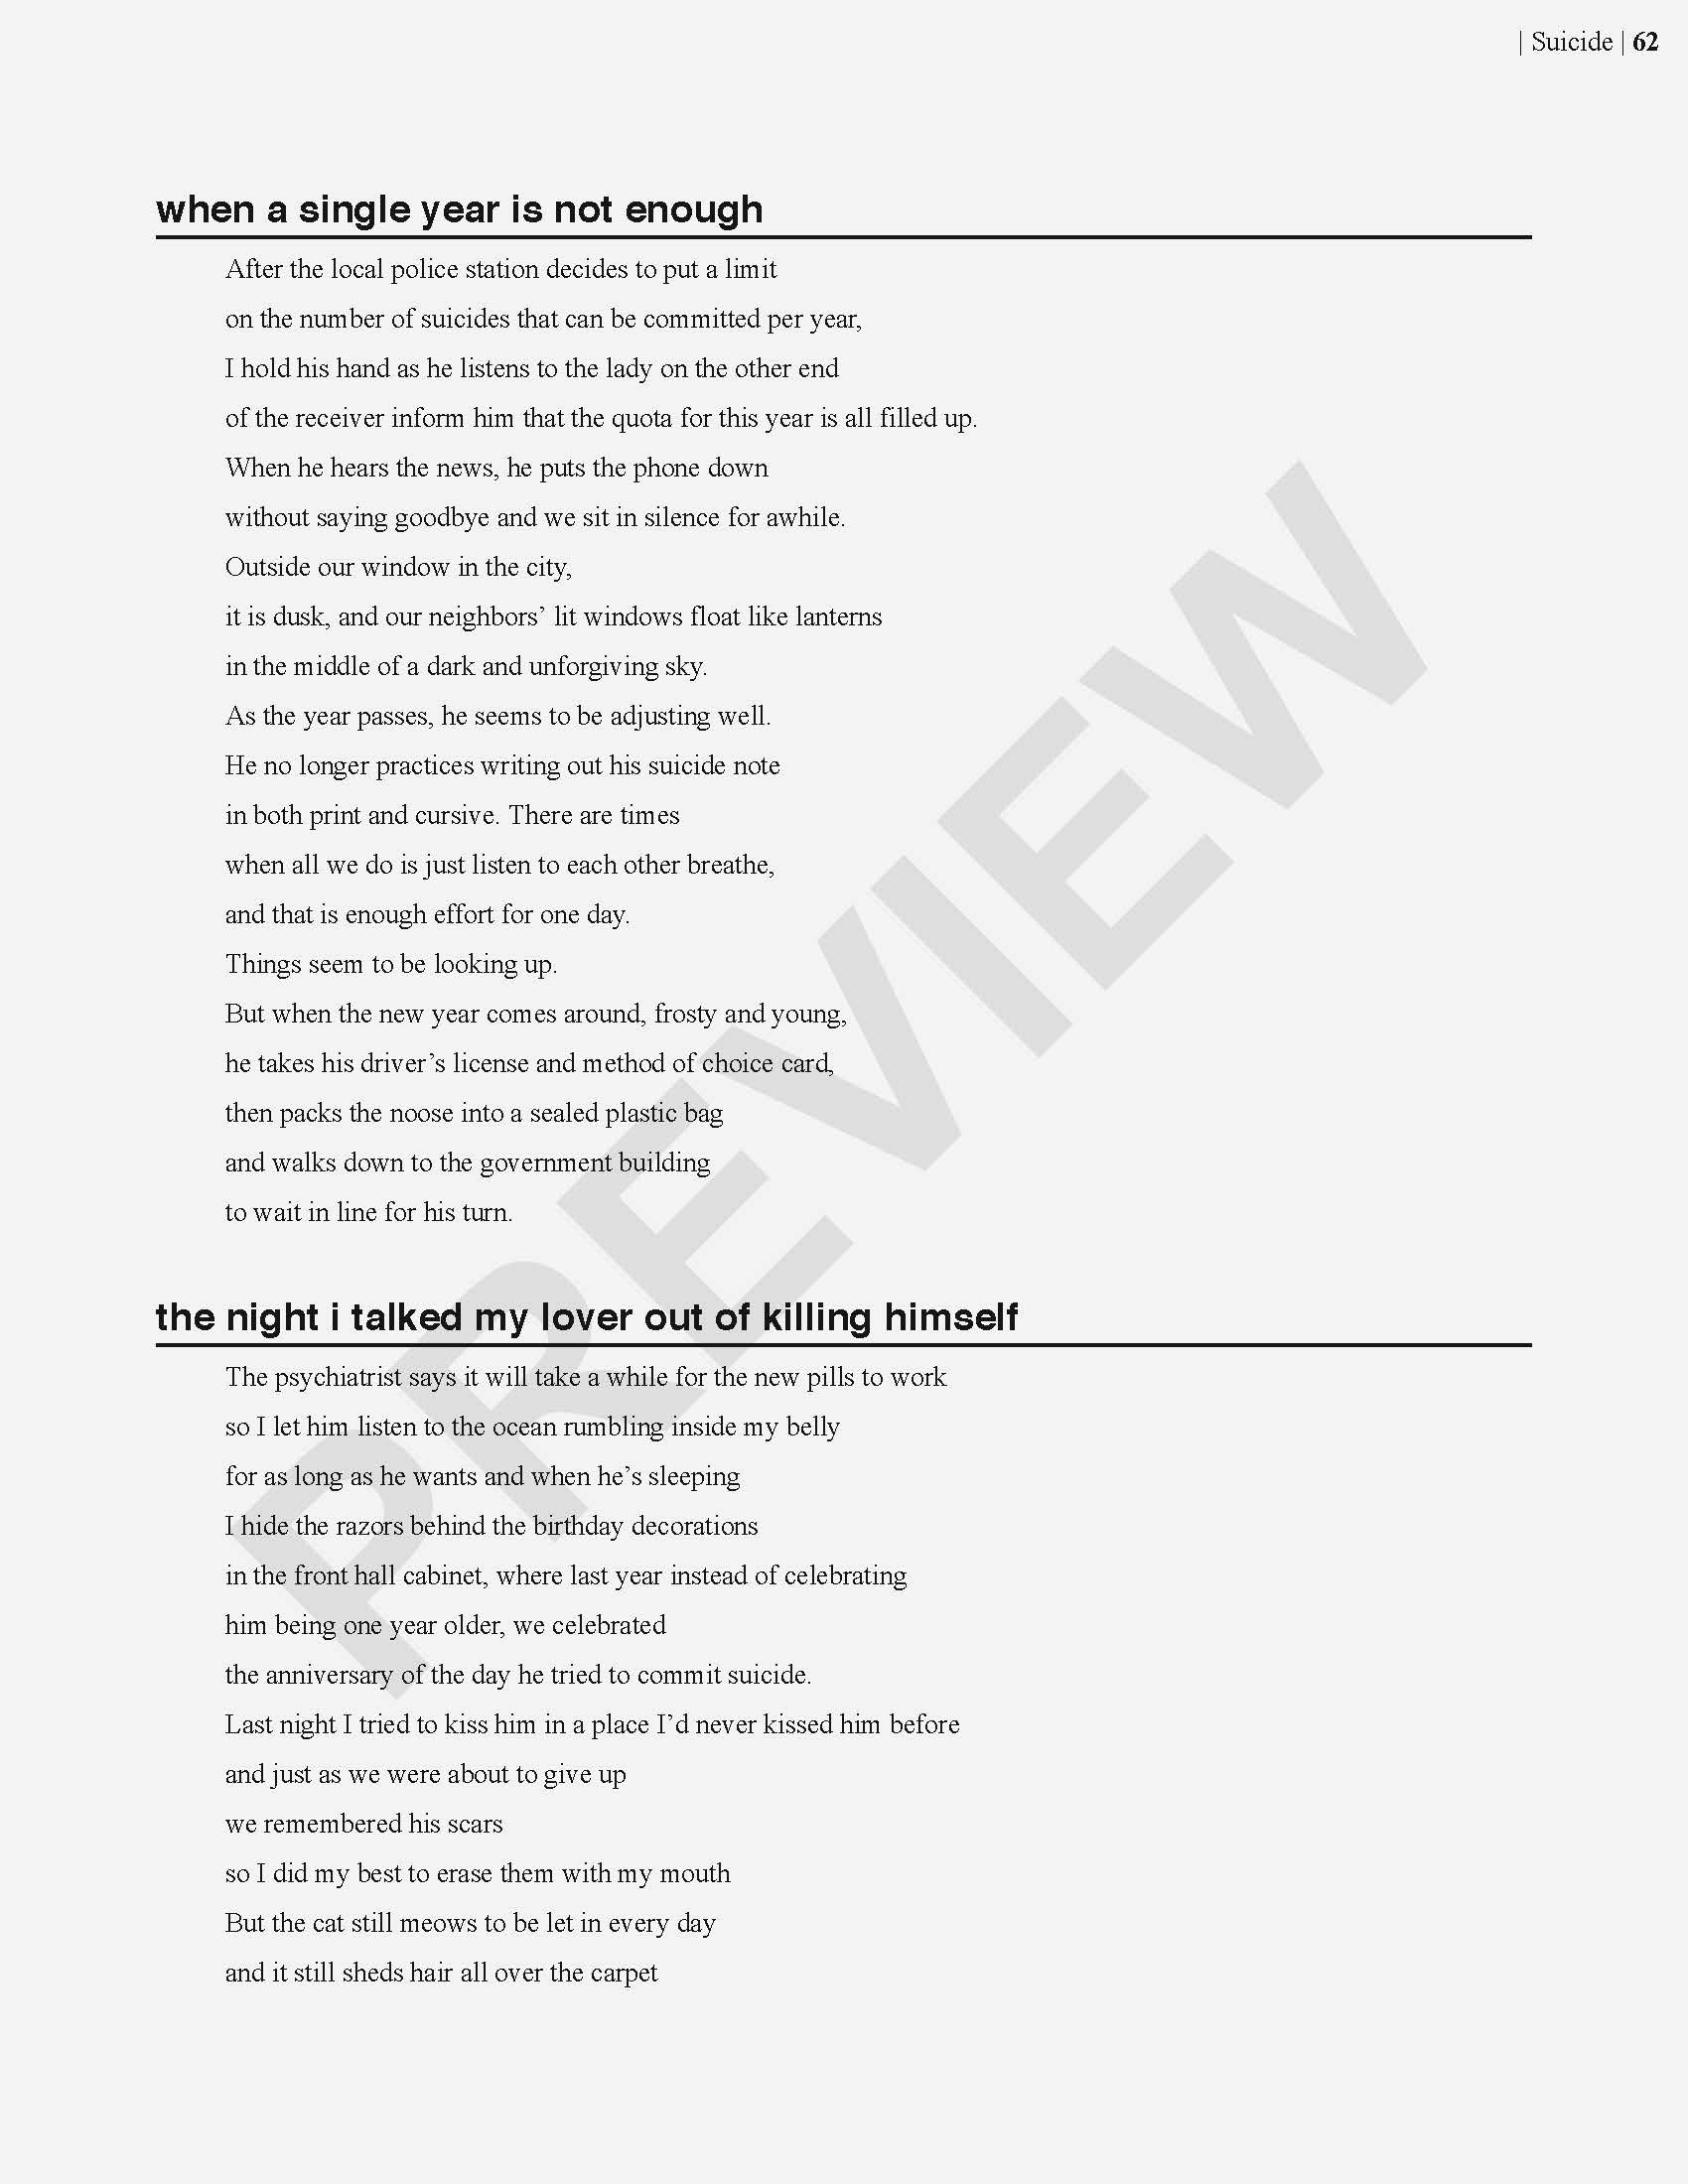 | Suicide | 62
when a single year is not enough
After the local police station decides to put a limit
on the number of suicides that can be committed per year,
I hold his hand as he listens to the lady on the other end
of the receiver inform him that the quota for this year is all filled up.
When he hears the news, he puts the phone down
without saying goodbye and we sit in silence for awhile.
Outside our window in the city,
it is dusk, and our neighbors’ lit windows float like lanterns
in the middle of a dark and unforgiving sky.
As the year passes, he seems to be adjusting well.
He no longer practices writing out his suicide note
in both print and cursive. There are times
when all we do is just listen to each other breathe,
and that is enough effort for one day.
Things seem to be looking up.
But when the new year comes around, frosty and young,
he takes his driver’s license and method of choice card,
then packs the noose into a sealed plastic bag
and walks down to the government building
to wait in line for his turn.
the night i talked my lover out of killing himself
The psychiatrist says it will take a while for the new pills to work
so I let him listen to the ocean rumbling inside my belly
for as long as he wants and when he’s sleeping
I hide the razors behind the birthday decorations
in the front hall cabinet, where last year instead of celebrating
him being one year older, we celebrated
the anniversary of the day he tried to commit suicide.
Last night I tried to kiss him in a place I’d never kissed him before
and just as we were about to give up
we remembered his scars
so I did my best to erase them with my mouth
But the cat still meows to be let in every day
and it still sheds hair all over the carpet
PREVIEW